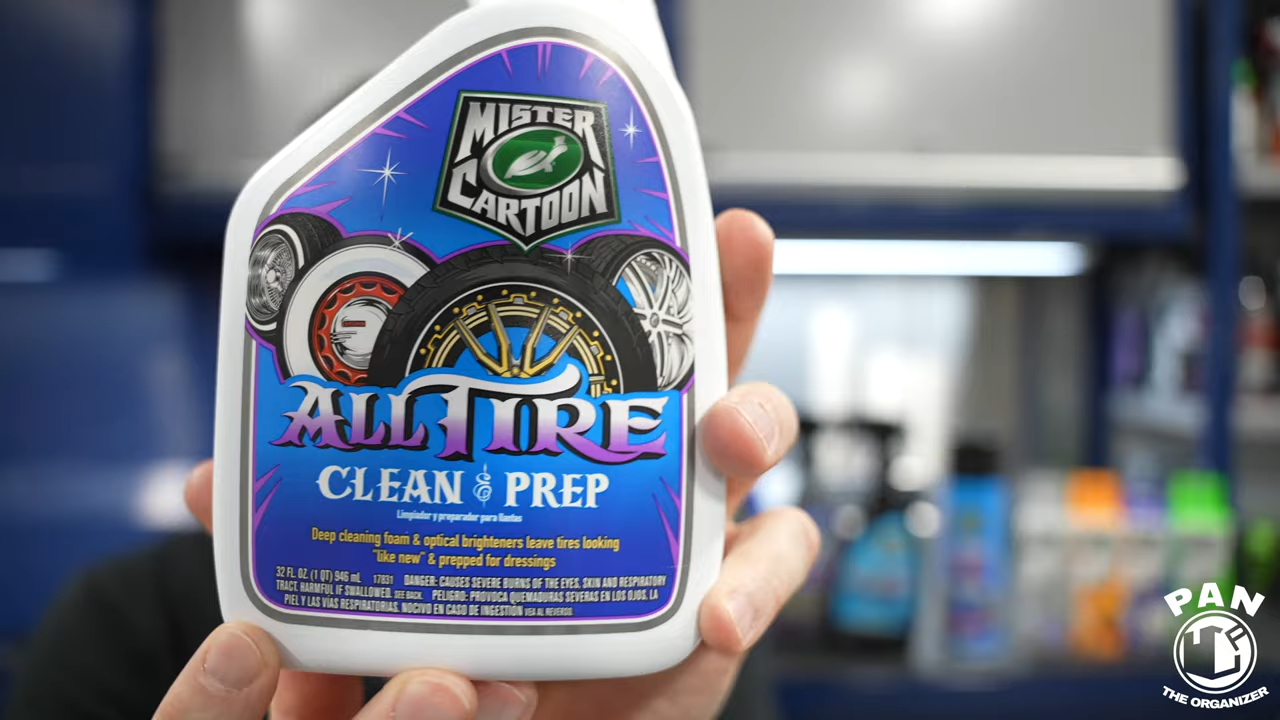 MISTER
CARTOON
ALL TIRE
CLEAN & PREP
Limpiador y preparador para llantas
Deep cleaning foam & optical brighteners leave tires looking
"like new" & prepped for dressings
32 FL. OZ. (1 QT) 946 mL 17831 DANGER: CAUSES SEVERE BURNS OF THE EYES, SKIN AND RESPIRATORY
TRACT. HARMFUL IF SWALLOWED. SEE BACK. PELIGRO: PROVOCA QUEMADURAS SEVERAS EN LOS OJOS, LA
PIEL Y LAS VÍAS RESPIRATORIAS. NOCIVO EN CASO DE INGESTIÓN VEA AL REVERSO.
PAN
THE ORGANIZER